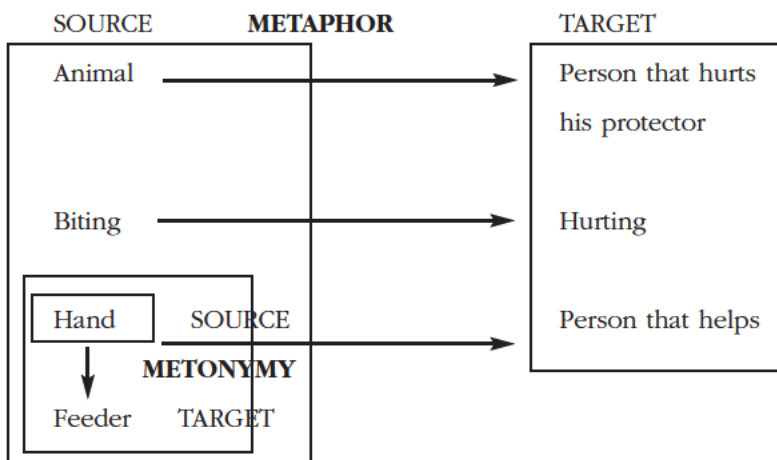 SOURCE METAPHOR TARGET
Animal Person that hurts
his protector
Biting Hurting
Hand SOURCE Person that helps
METONYMY
Feeder TARGET